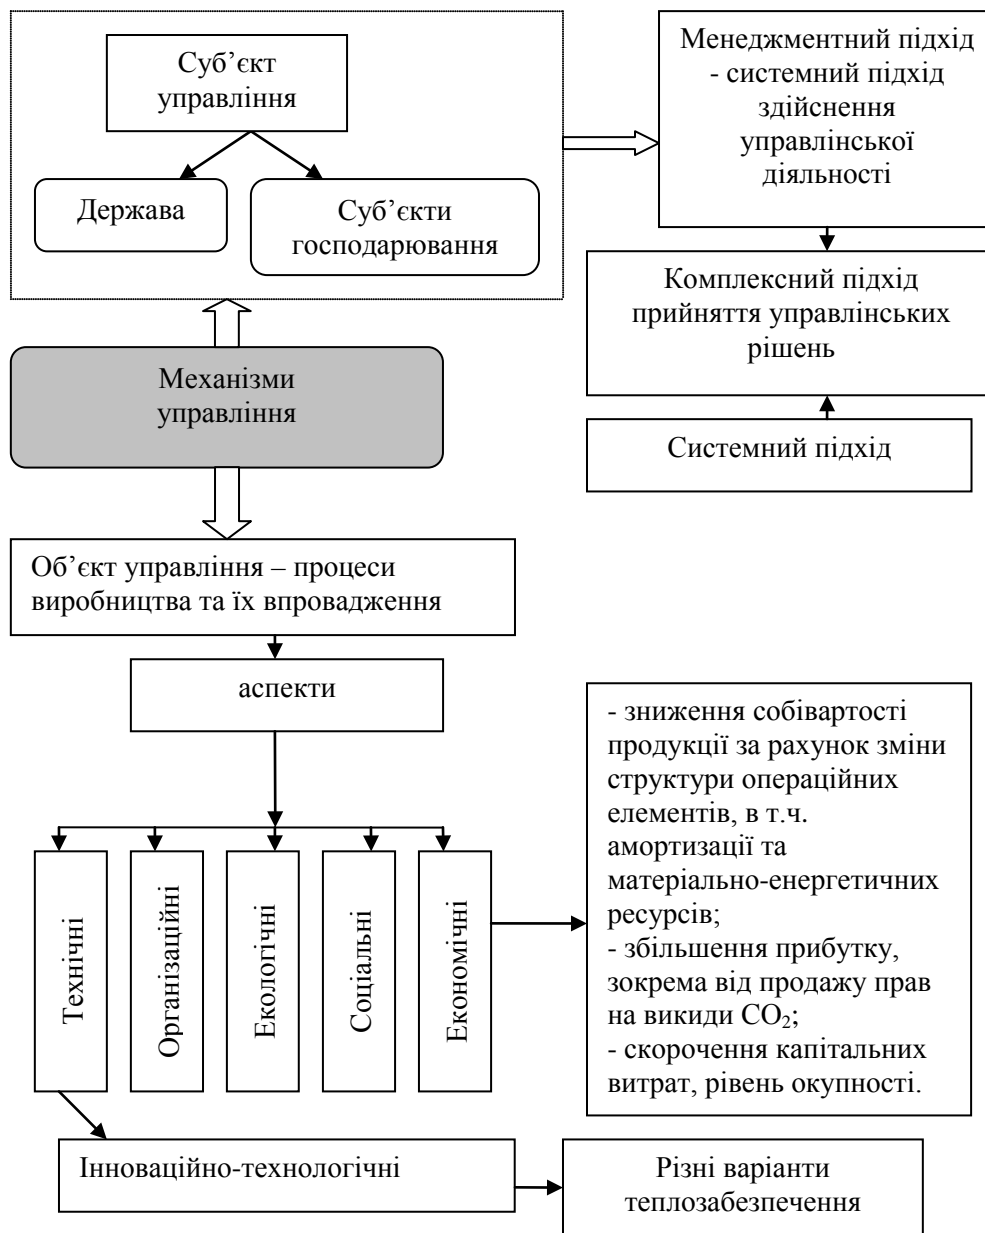 Суб’єкт
управління
Держава
Суб’єкти
господарювання
Менеджментний підхід
- системний підхід
здійснення
управлінської
діяльності
Комплексний підхід
прийняття управлінських
рішень
Системний підхід
Механізми
управління
Об’єкт управління – процеси
виробництва та їх впровадження
аспекти
Технічні
Організаційні
Екологічні
Соціальні
Економічні
- зниження собівартості
продукції за рахунок зміни
структури операційних
елементів, в т.ч.
амортизації та
матеріально-енергетичних
ресурсів;
- збільшення прибутку,
зокрема від продажу прав
на викиди CO₂;
- скорочення капітальних
витрат, рівень окупності.
Інноваційно-технологічні
Різні варіанти
теплозабезпечення